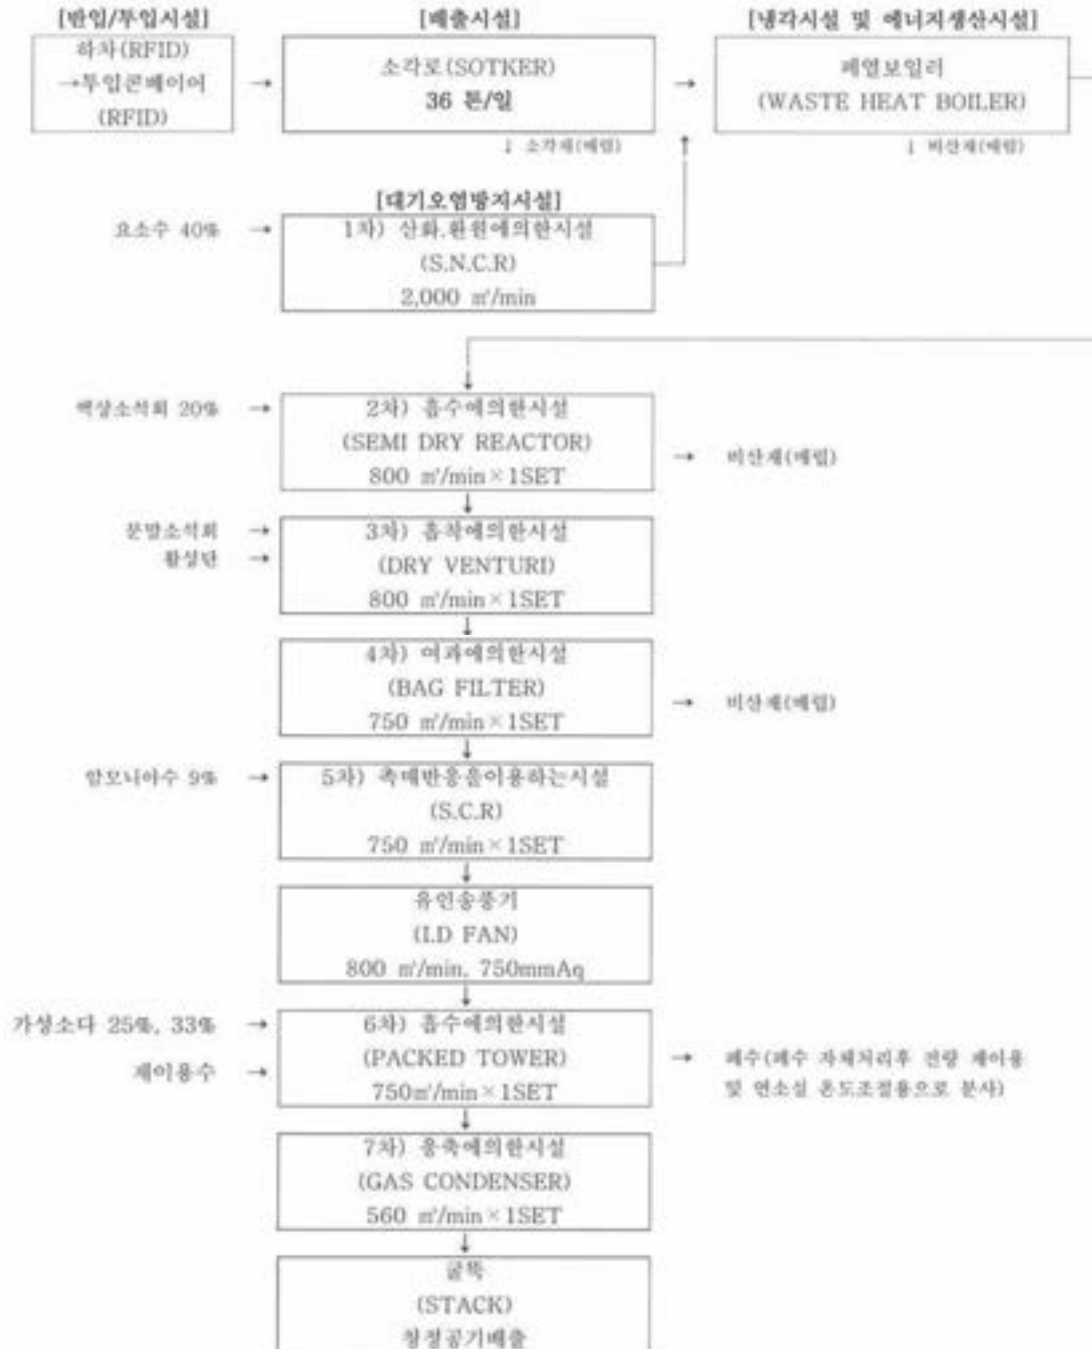 [반입/투입시설]
[배출시설]
[냉각시설 및 에너지생산시설]
하차(RFID)
→투입콘베이어
(RFID)
→
소각로(SOTKER)
36 톤/일
→
폐열보일러
(WASTE HEAT BOILER)
↓ 소각재(매립)
↓ 비산재(매립)
[대기오염방지시설]
요소수 40% →
1차) 산화.환원에의한시설
(S.N.C.R)
2,000 ㎥/min
액상소석회 20% →
2차) 흡수에의한시설
(SEMI DRY REACTOR)
800 ㎥/min×1SET
→ 비산재(매립)
↓
분말소석회 →
활성탄 →
3차) 흡착에의한시설
(DRY VENTURI)
800 ㎥/min×1SET
↓
4차) 여과에의한시설
(BAG FILTER)
750 ㎥/min×1SET
→ 비산재(매립)
↓
암모니아수 9% →
5차) 촉매반응을이용하는시설
(S.C.R)
750 ㎥/min×1SET
↓
유인송풍기
(I.D FAN)
800 ㎥/min, 750mmAq
↓
가성소다 25%, 33% →
재이용수 →
6차) 흡수에의한시설
(PACKED TOWER)
750㎥/min×1SET
→ 폐수(폐수 자체처리후 전량 재이용
및 연소실 온도조절용으로 분사)
↓
7차) 응축에의한시설
(GAS CONDENSER)
560 ㎥/min×1SET
↓
굴뚝
(STACK)
청정공기배출